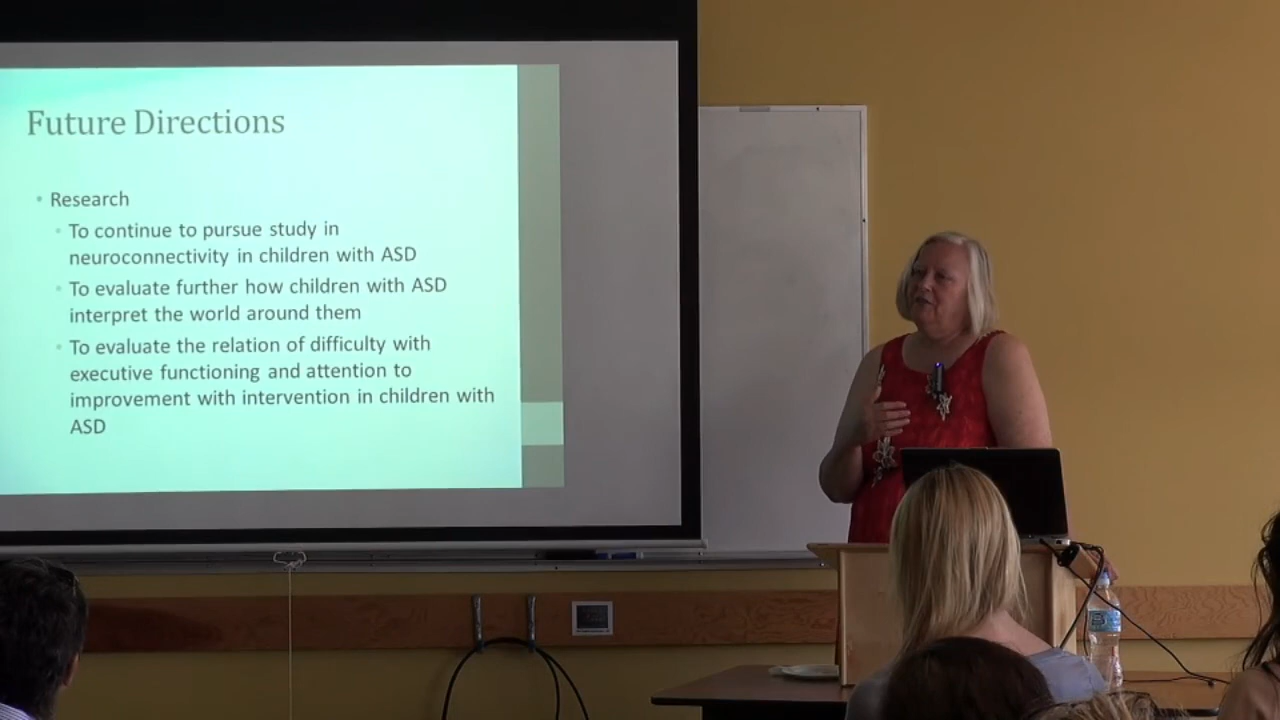 Future Directions
• Research
• To continue to pursue study in
neuroconnectivity in children with ASD
• To evaluate further how children with ASD
interpret the world around them
• To evaluate the relation of difficulty with
executive functioning and attention to
improvement with intervention in children with
ASD